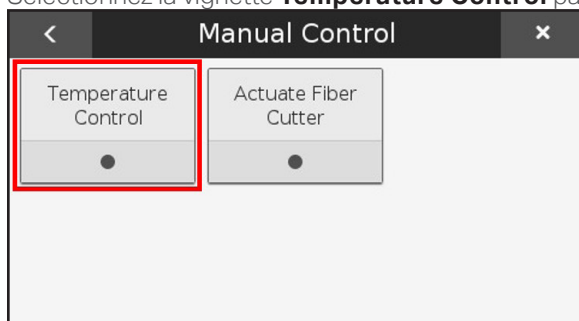 Sélectionnez la vignette Temperature Control
< Manual Control ×
Temperature
Control
Actuate Fiber
Cutter